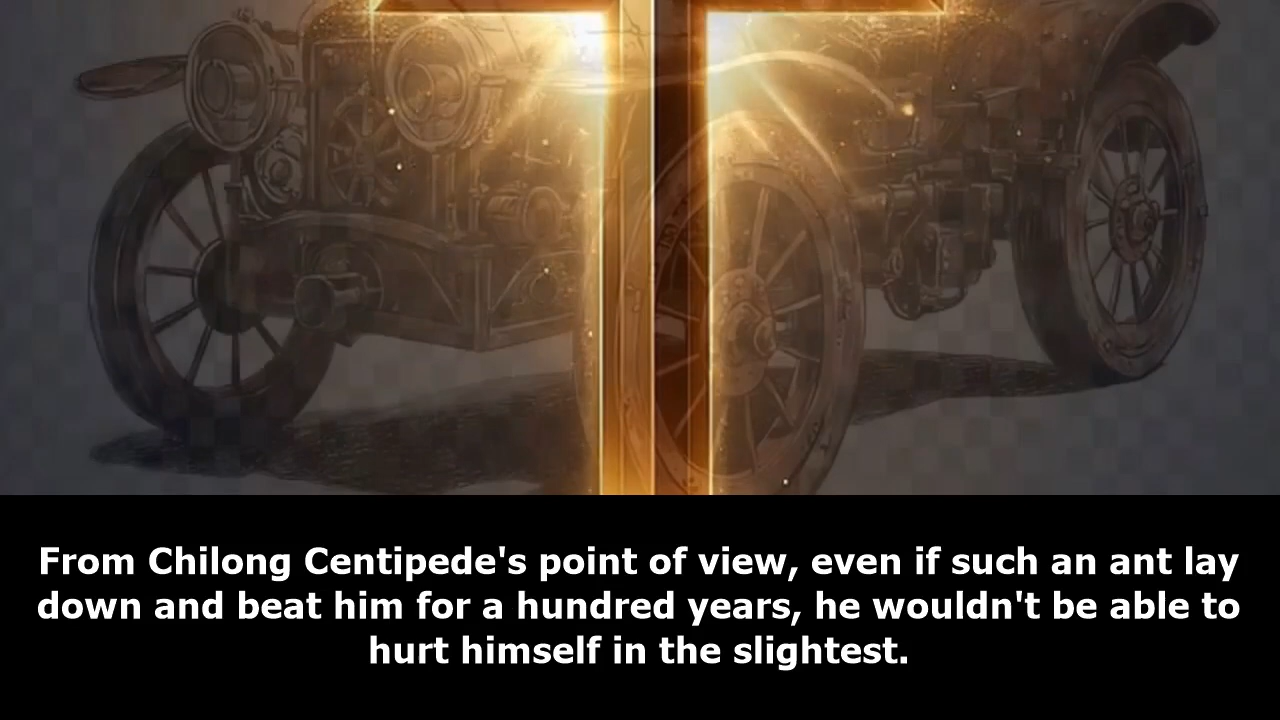 From Chilong Centipede's point of view, even if such an ant lay
down and beat him for a hundred years, he wouldn't be able to
hurt himself in the slightest.